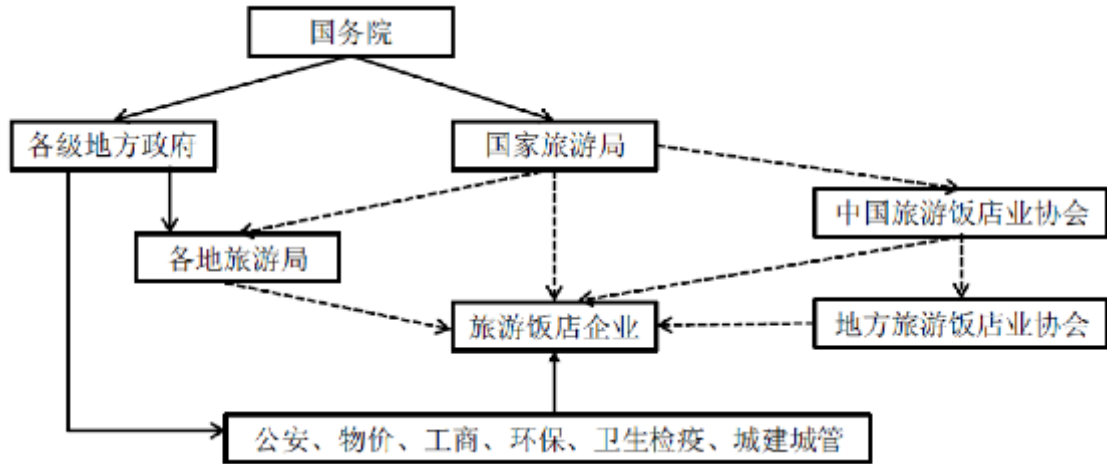 国务院
各级地方政府
国家旅游局
中国旅游饭店业协会
各地旅游局
旅游饭店企业
地方旅游饭店业协会
公安、物价、工商、环保、卫生检疫、城建城管